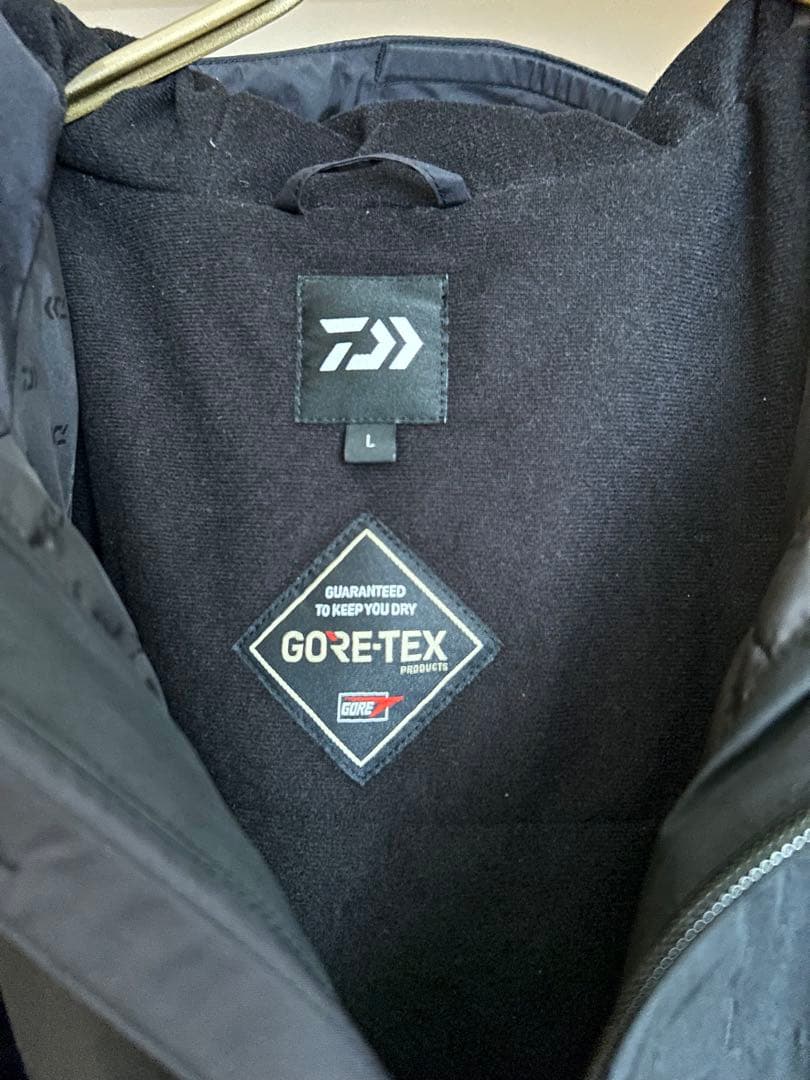 L
GUARANTEED
TO KEEP YOU DRY
GORE-TEX
PRODUCTS
GORE